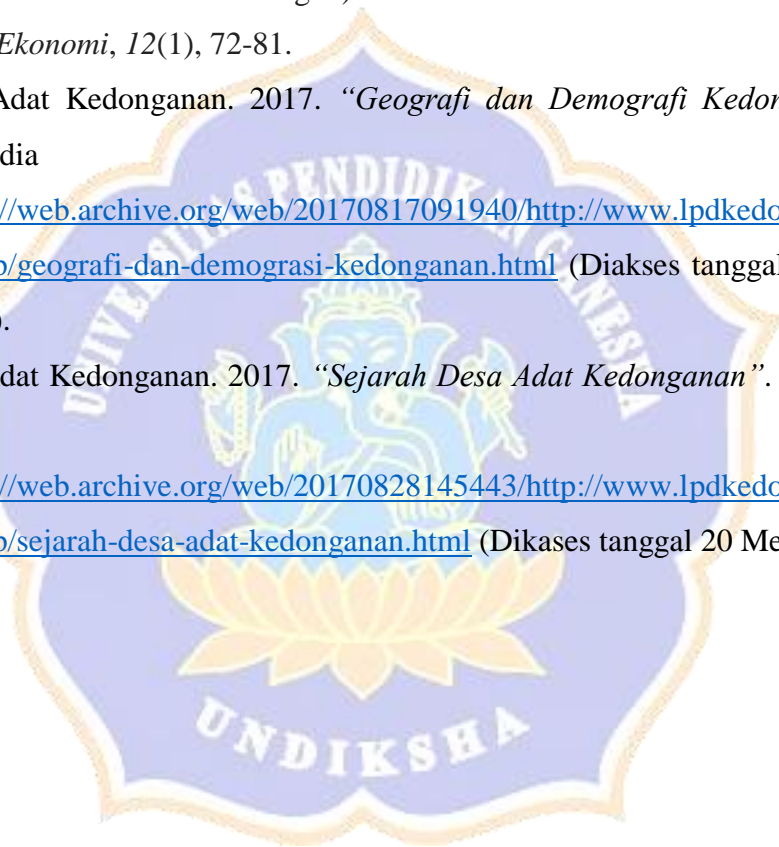 Ekonomi, 12(1), 72-81.
Adat Kedonganan. 2017. “Geografi dan Demografi Kedon
dia
//web.archive.org/web/20170817091940/http://www.lpdkedo
/geografi-dan-demograsi-kedonganan.html (Diakses tanggal
).
dat Kedonganan. 2017. “Sejarah Desa Adat Kedonganan”.
//web.archive.org/web/20170828145443/http://www.lpdkedo
/sejarah-desa-adat-kedonganan.html (Dikases tanggal 20 Me
UNIVERSITAS PENDIDIKAN GANESHA
UNDIKSHA